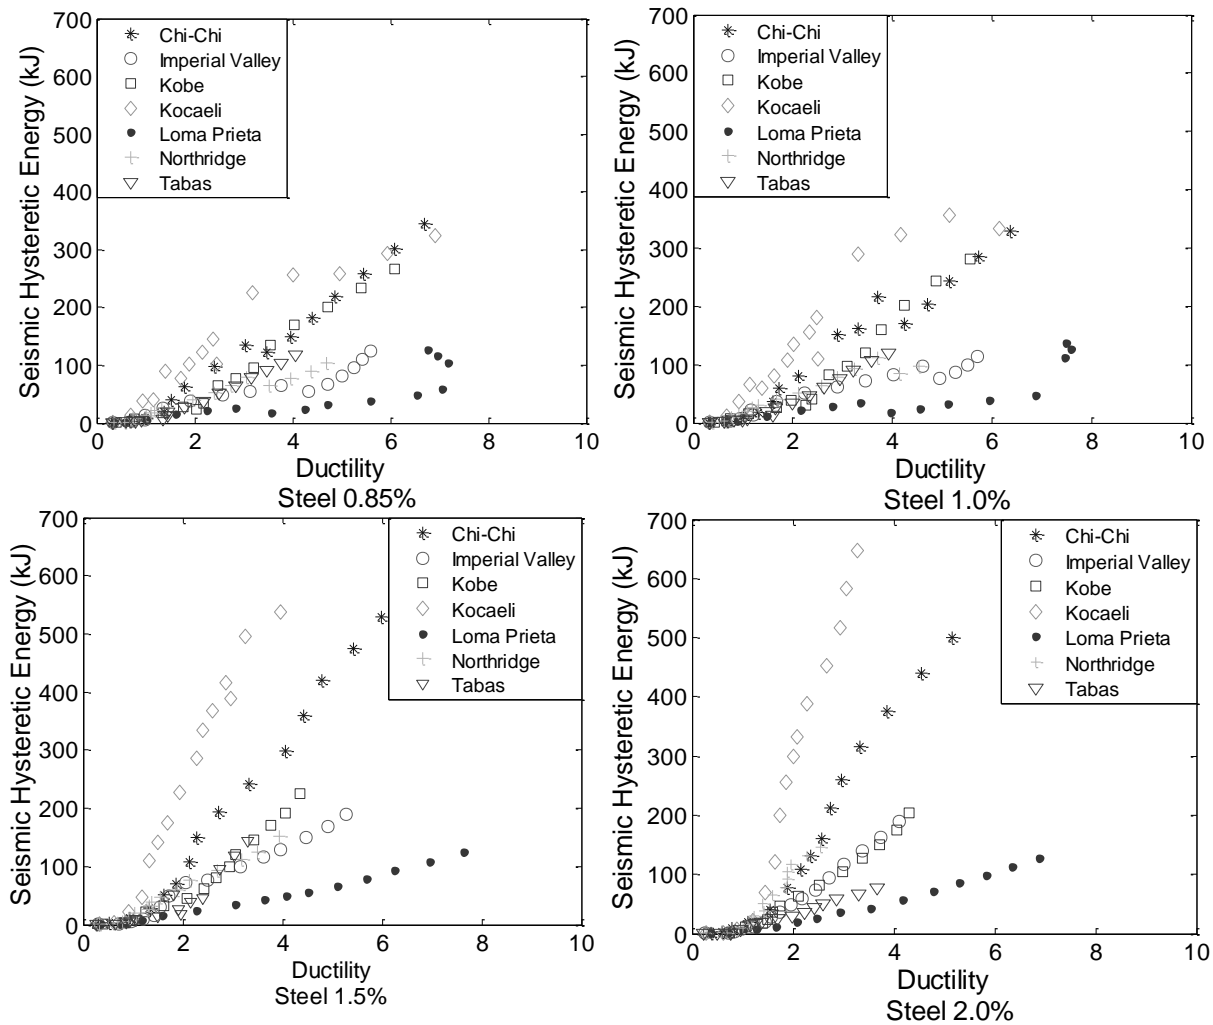 Seismic Hysteretic Energy (kJ)
700
600
500
400
300
200
100
0
Chi-Chi
Imperial Valley
Kobe
Kocaeli
Loma Prieta
Northridge
Tabas
0 2 4 6 8 10
Ductility
Steel 0.85%
Seismic Hysteretic Energy (kJ)
700
600
500
400
300
200
100
0
Chi-Chi
Imperial Valley
Kobe
Kocaeli
Loma Prieta
Northridge
Tabas
0 2 4 6 8 10
Ductility
Steel 1.0%
Seismic Hysteretic Energy (kJ)
700
600
500
400
300
200
100
0
Chi-Chi
Imperial Valley
Kobe
Kocaeli
Loma Prieta
Northridge
Tabas
0 2 4 6 8 10
Ductility
Steel 1.5%
Seismic Hysteretic Energy (kJ)
700
600
500
400
300
200
100
0
Chi-Chi
Imperial Valley
Kobe
Kocaeli
Loma Prieta
Northridge
Tabas
0 2 4 6 8 10
Ductility
Steel 2.0%